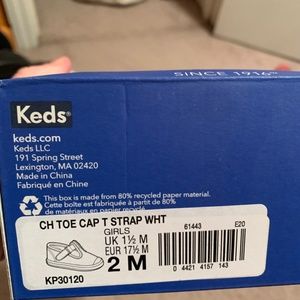 SINCE 1916
Keds®
keds.com
Keds LLC
191 Spring Street
Lexington, MA 02420
Made in China
Fabriqué en Chine
This box is made from 80% recycled paper material.
Cette boîte est fabriquée à partir de 80 %
de matériaux en papier recyclé.
CH TOE CAP T STRAP WHT
GIRLS 61443 E20
UK 1½ M
EUR 17½ M
2 M
KP30120
0 4421 4157 143